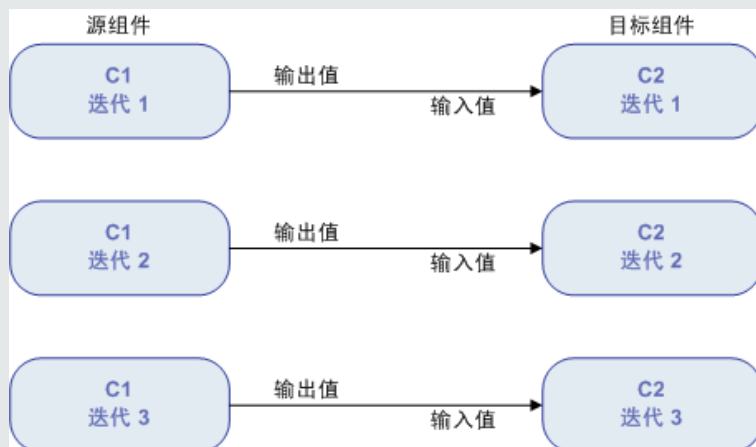 源组件
目标组件
C1
迭代 1
输出值
输入值
C2
迭代 1
C1
迭代 2
输出值
输入值
C2
迭代 2
C1
迭代 3
输出值
输入值
C2
迭代 3